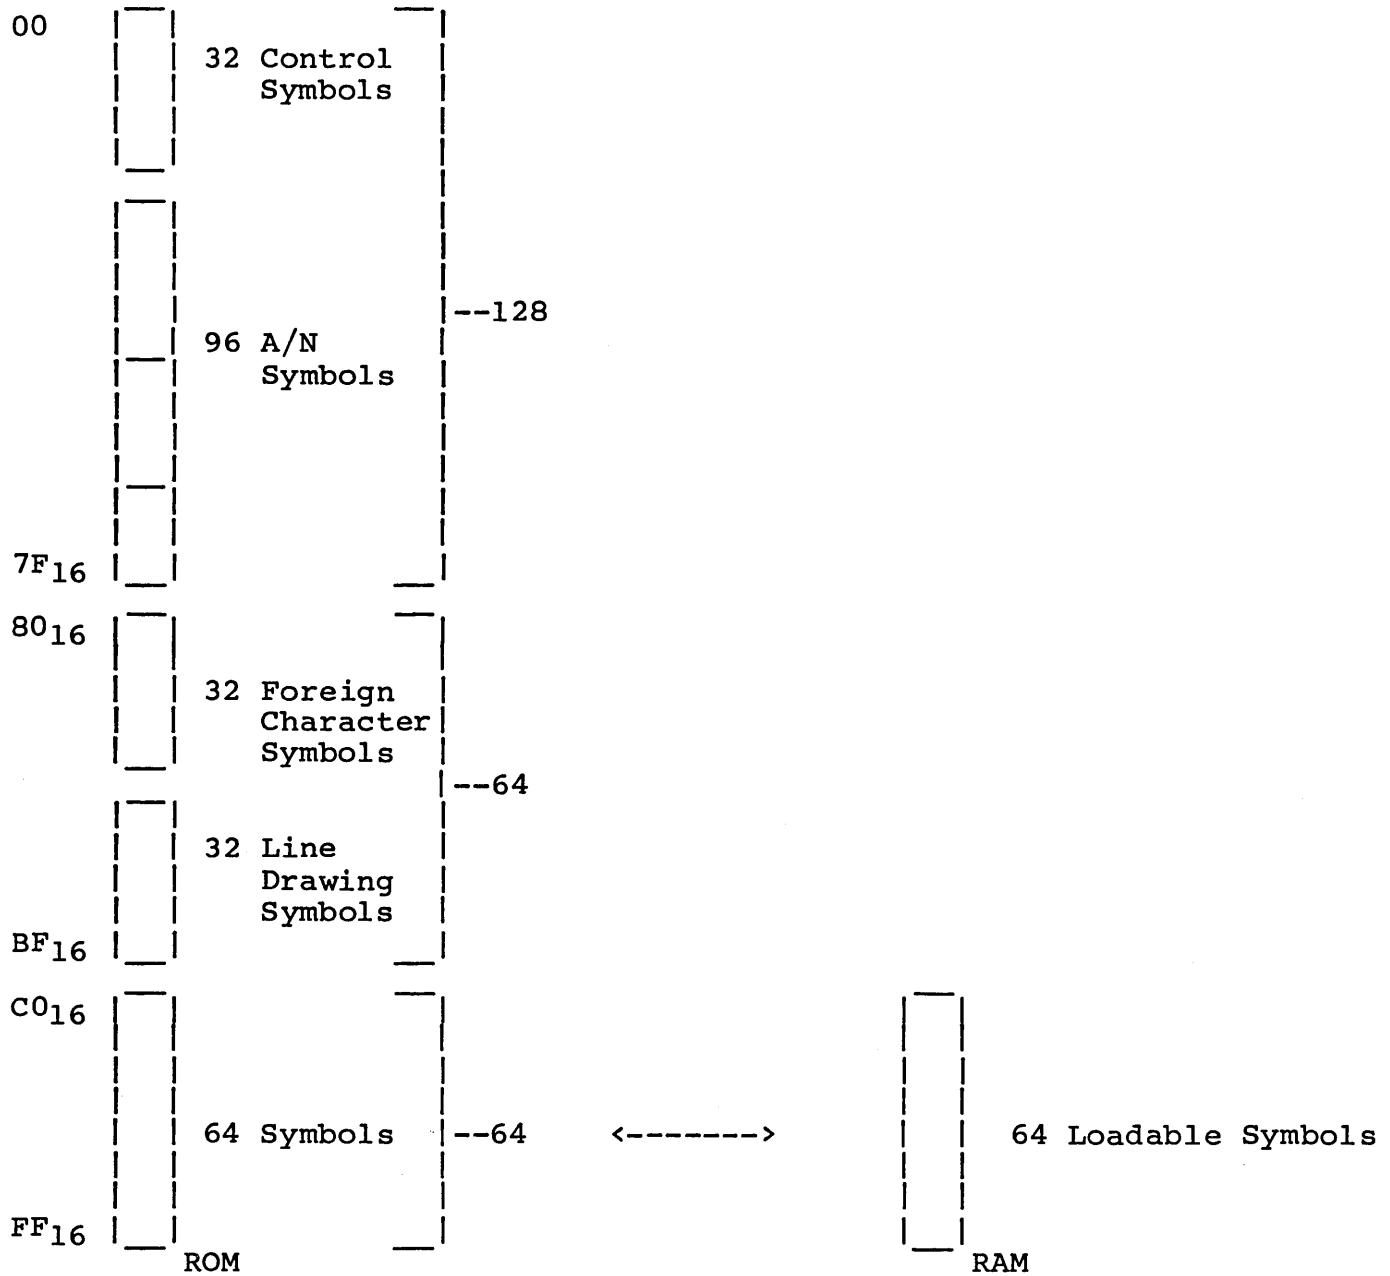 00
32 Control
Symbols
--128
96 A/N
Symbols
7F16
8016
32 Foreign
Character
Symbols
--64
32 Line
Drawing
Symbols
BF16
C016
64 Symbols --64 <-------> 64 Loadable Symbols
FF16
ROM RAM